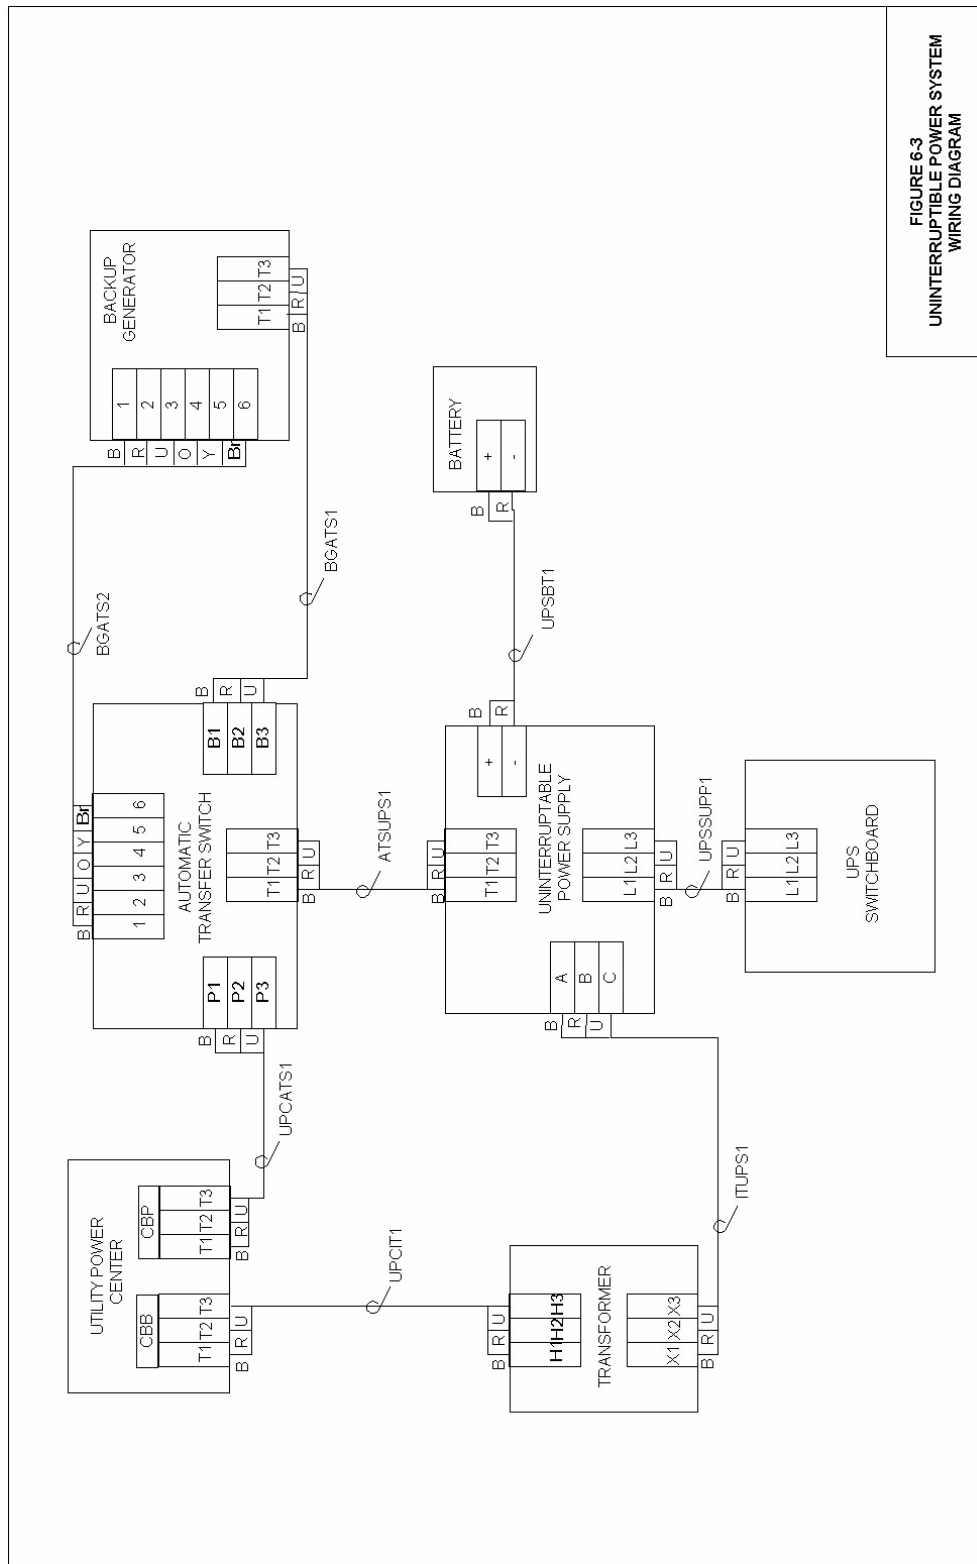 UTILITY POWER
CENTER
CBB
T1 T2 T3
B R U
CBP
T1 T2 T3
B R U
UPCATS1
UPCIT1
B R U
H1 H2 H3
TRANSFORMER
X1 X2 X3
B R U
ITUPS1
B R U O Y Br
1 2 3 4 5 6
AUTOMATIC
TRANSFER SWITCH
B P1
R P2
U P3
B1 B
B2 R
B3 U
T1 T2 T3
B R U
ATSUPS1
BGATS2
BGATS1
BACKUP
GENERATOR
B 1
R 2
U 3
O 4
Y 5
Br 6
T1 T2 T3
B R U
B R U
T1 T2 T3
UNINTERRUPTABLE
POWER SUPPLY
+ B
- R
B A
R B
U C
L1 L2 L3
B R U
UPSBT1
BATTERY
B +
R -
UPSSUPP1
B R U
L1 L2 L3
UPS
SWITCHBOARD
FIGURE 6-3
UNINTERRUPTIBLE POWER SYSTEM
WIRING DIAGRAM